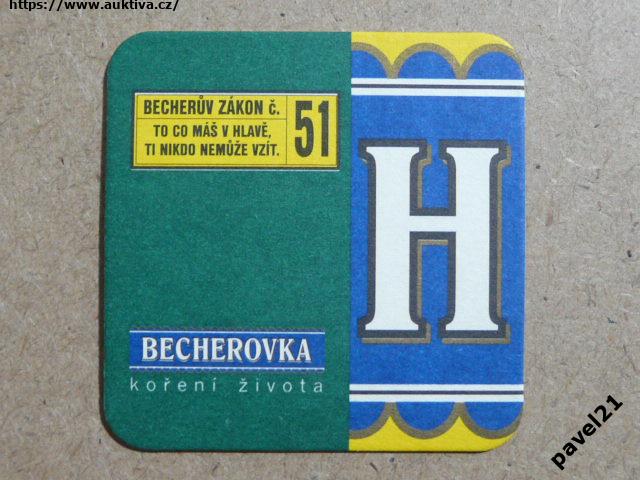 https://www.auktiva.cz/
BECHERŮV ZÁKON č.
TO CO MÁŠ V HLAVĚ,
TI NIKDO NEMŮŽE VZÍT.
51
H
BECHEROVKA
koření života
pavel21